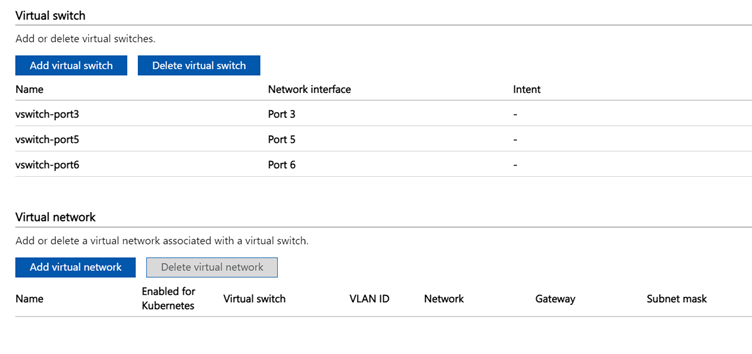 Virtual switch
Add or delete virtual switches.
Add virtual switch Delete virtual switch
Name Network interface Intent
vswitch-port3 Port 3 -
vswitch-port5 Port 5 -
vswitch-port6 Port 6 -
Virtual network
Add or delete a virtual network associated with a virtual switch.
Add virtual network Delete virtual network
Name Enabled for Kubernetes Virtual switch VLAN ID Network Gateway Subnet mask